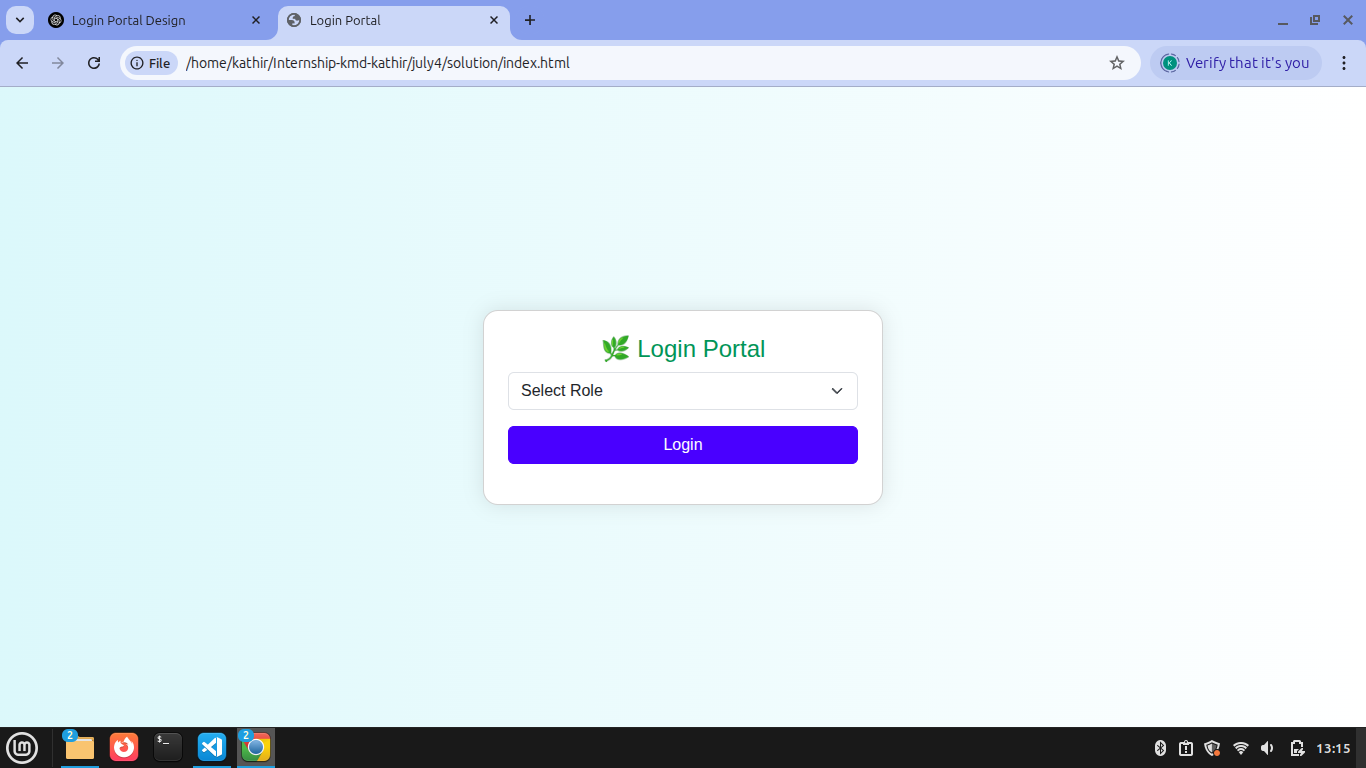 Login Portal Design
Login Portal
File
/home/kathir/Internship-kmd-kathir/july4/solution/index.html
K
Verify that it's you
🌿 Login Portal
Select Role
Login
2
$_
2
13:15